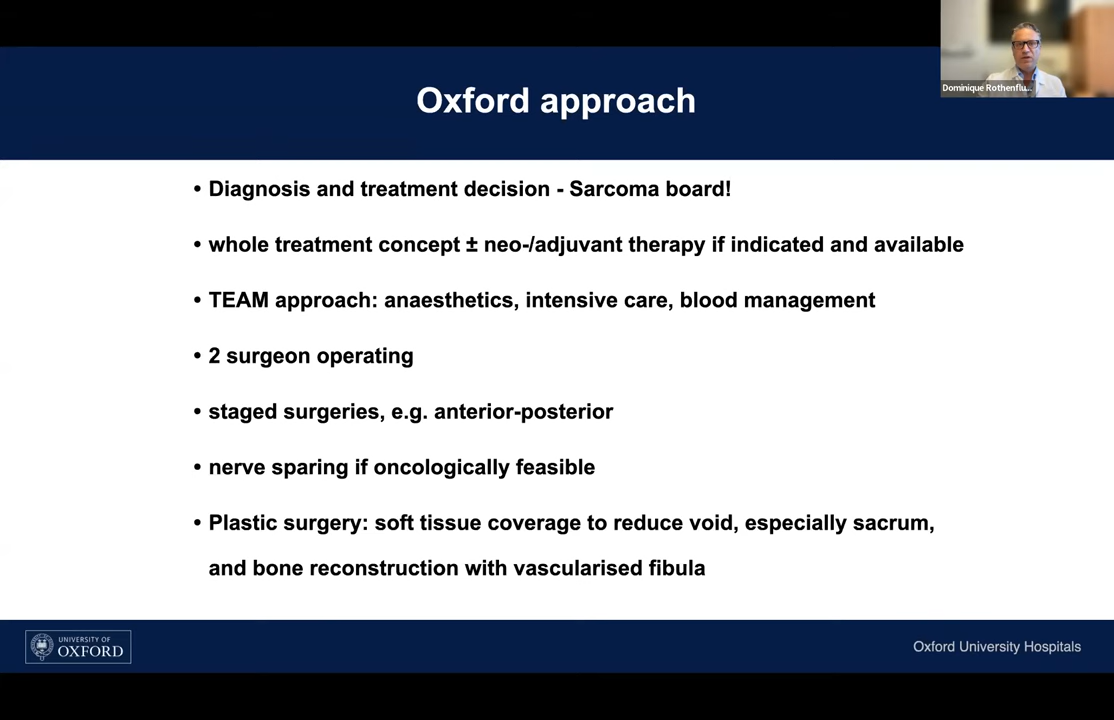 Oxford approach
Dominique Rothenflu...
• Diagnosis and treatment decision - Sarcoma board!
• whole treatment concept ± neo-/adjuvant therapy if indicated and available
• TEAM approach: anaesthetics, intensive care, blood management
• 2 surgeon operating
• staged surgeries, e.g. anterior-posterior
• nerve sparing if oncologically feasible
• Plastic surgery: soft tissue coverage to reduce void, especially sacrum,
and bone reconstruction with vascularised fibula
UNIVERSITY OF
OXFORD
Oxford University Hospitals